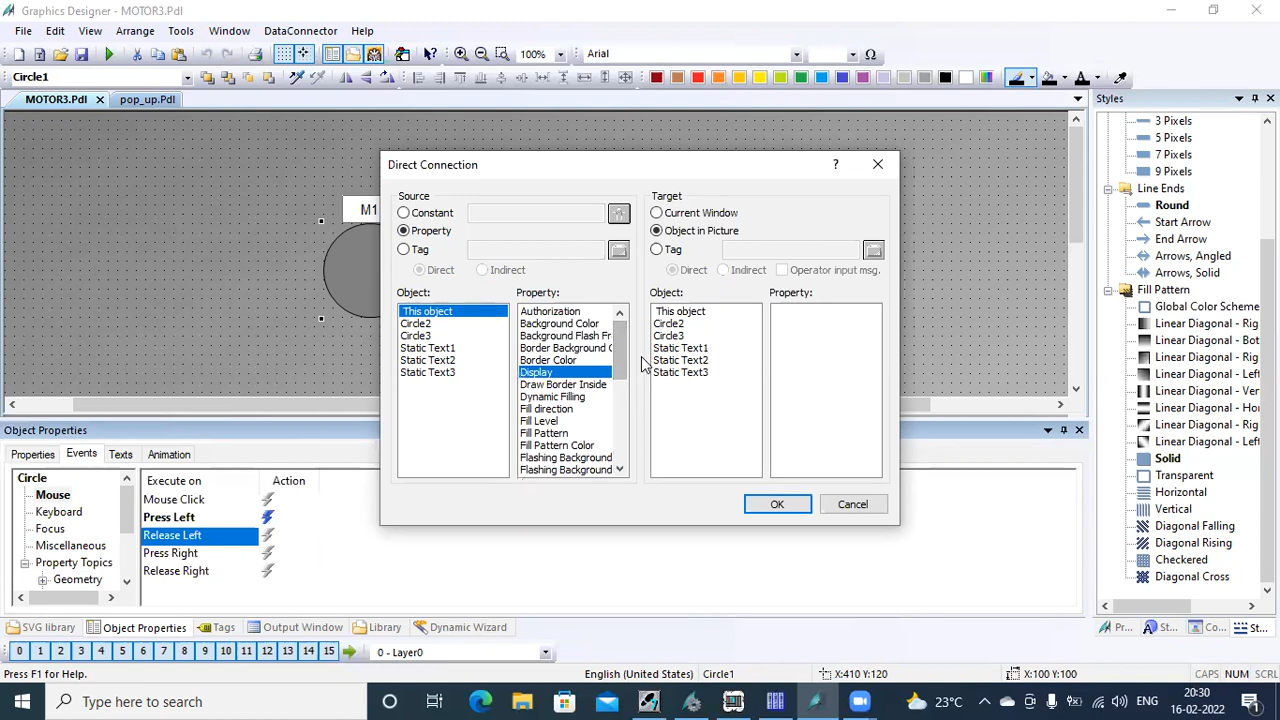 Graphics Designer - MOTOR3.Pdl
File Edit View Arrange Tools Window DataConnector Help
100% Arial Ω
Circle1
MOTOR3.Pdl pop_up.Pdl
M1
Direct Connection
Source
Constant
Property
Tag
Direct Indirect
Object: Property:
This object
Circle2
Circle3
Static Text1
Static Text2
Static Text3
Authorization
Background Color
Background Flash Fr
Border Background C
Border Color
Display
Draw Border Inside
Dynamic Filling
Fill direction
Fill Level
Fill Pattern
Fill Pattern Color
Flashing Background
Flashing Background
Target
Current Window
Object in Picture
Tag
Direct Indirect Operator input msg.
Object: Property:
This object
Circle2
Circle3
Static Text1
Static Text2
Static Text3
OK Cancel
Styles
3 Pixels
5 Pixels
7 Pixels
9 Pixels
Line Ends
Round
Start Arrow
End Arrow
Arrows, Angled
Arrows, Solid
Fill Pattern
Global Color Scheme
Linear Diagonal - Rig
Linear Diagonal - Bot
Linear Diagonal - Rig
Linear Diagonal - Left
Linear Diagonal - Vert
Linear Diagonal - Hor
Linear Diagonal - Rig
Linear Diagonal - Left
Solid
Transparent
Horizontal
Vertical
Diagonal Falling
Diagonal Rising
Checkered
Diagonal Cross
Pr... St... Co... St...
Object Properties
Properties Events Texts Animation
Circle
Mouse
Keyboard
Focus
Miscellaneous
Property Topics
Geometry
Execute on Action
Mouse Click
Press Left
Release Left
Press Right
Release Right
SVG library Object Properties Tags Output Window Library Dynamic Wizard
0 1 2 3 4 5 6 7 8 9 10 11 12 13 14 15 0 - Layer0
Press F1 for Help. English (United States) Circle1 X:410 Y:120 X:100 Y:100 CAPS NUM SCRL
Type here to search
23°C ENG
20:30
16-02-2022
1